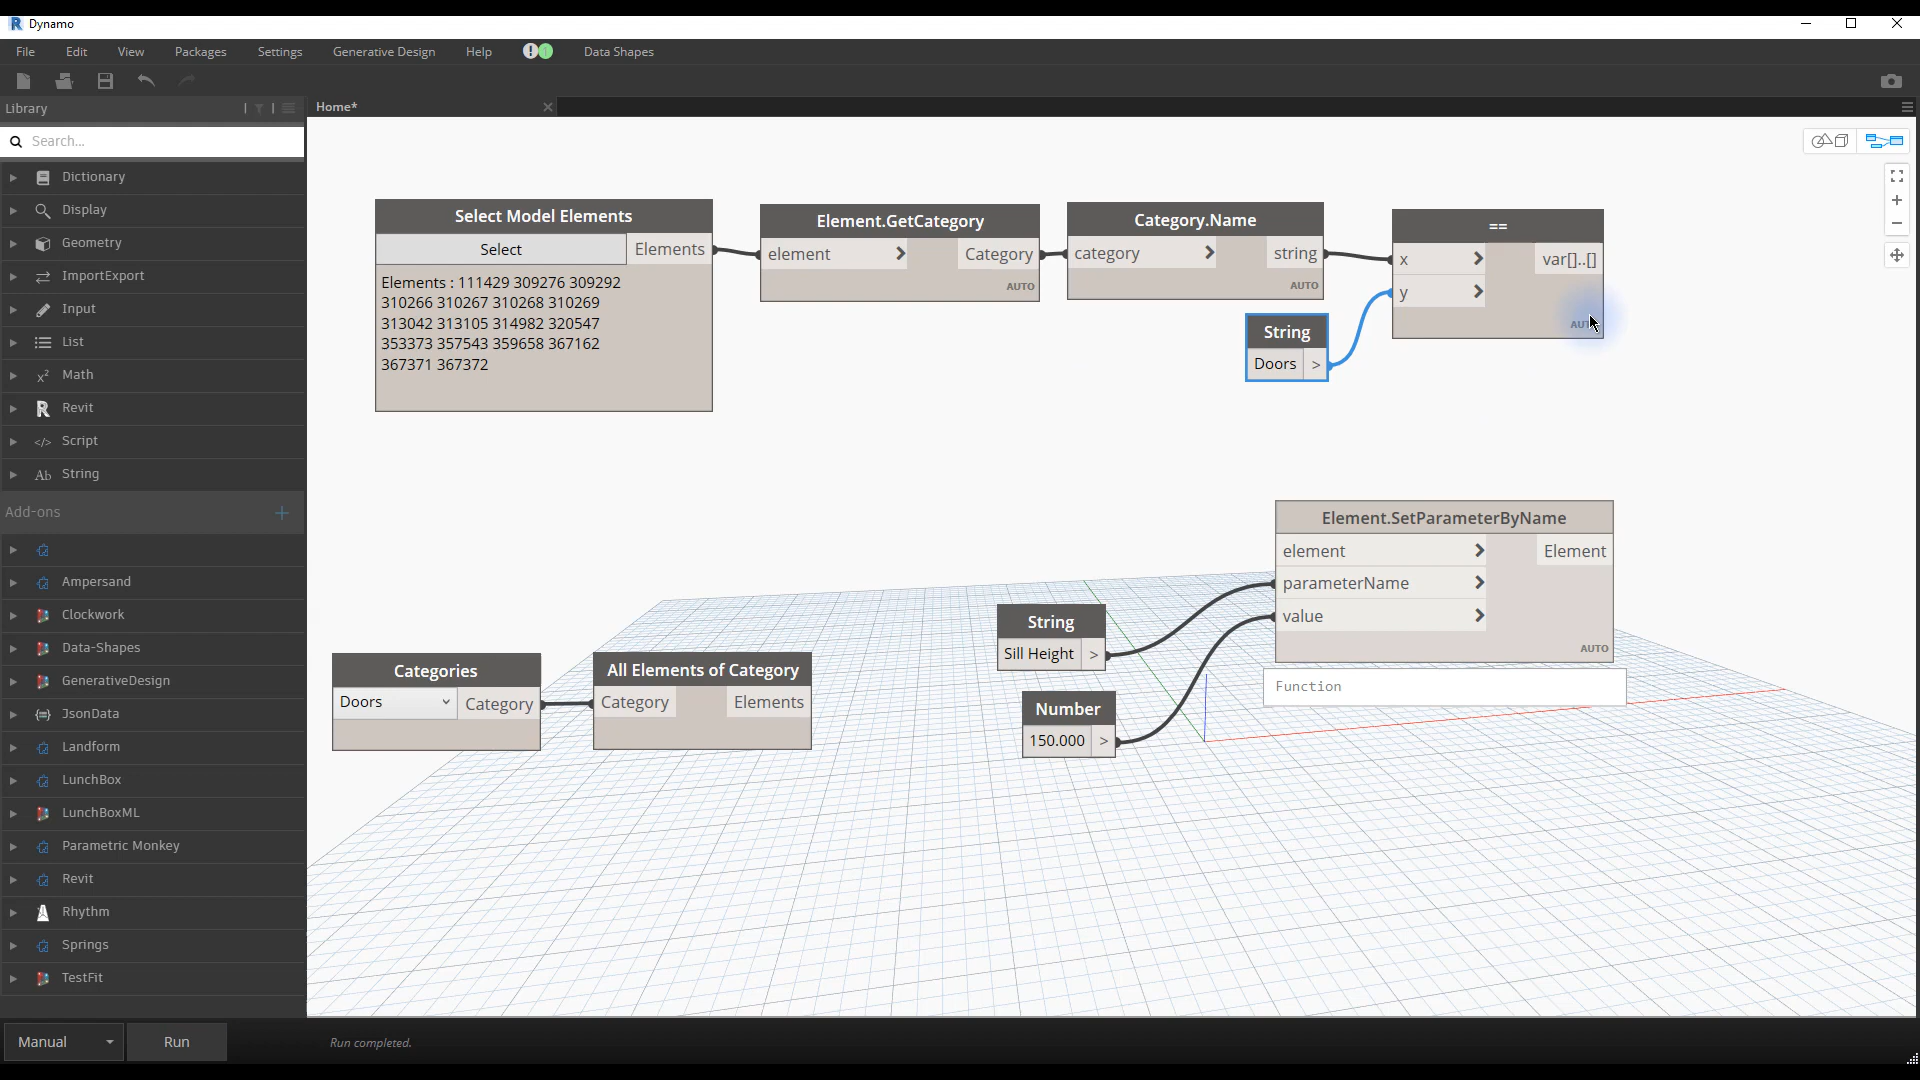 Dynamo
File Edit View Packages Settings Generative Design Help Data Shapes
Library
Home*
Search...
Dictionary
Display
Geometry
ImportExport
Input
List
Math
Revit
Script
String
Add-ons
Ampersand
Clockwork
Data-Shapes
GenerativeDesign
JsonData
Landform
LunchBox
LunchBoxML
Parametric Monkey
Revit
Rhythm
Springs
TestFit
Manual
Run
Run completed.
Select Model Elements
Select
Elements
Elements : 111429 309276 309292
310266 310267 310268 310269
313042 313105 314982 320547
353373 357543 359658 367162
367371 367372
Element.GetCategory
element > Category
AUTO
Category.Name
category > string
AUTO
==
x > var[]..[]
y >
AUTO
String
Doors >
Element.SetParameterByName
element > Element
parameterName >
value >
AUTO
Function
String
Sill Height >
Number
150.000 >
Categories
Doors Category
All Elements of Category
Category Elements